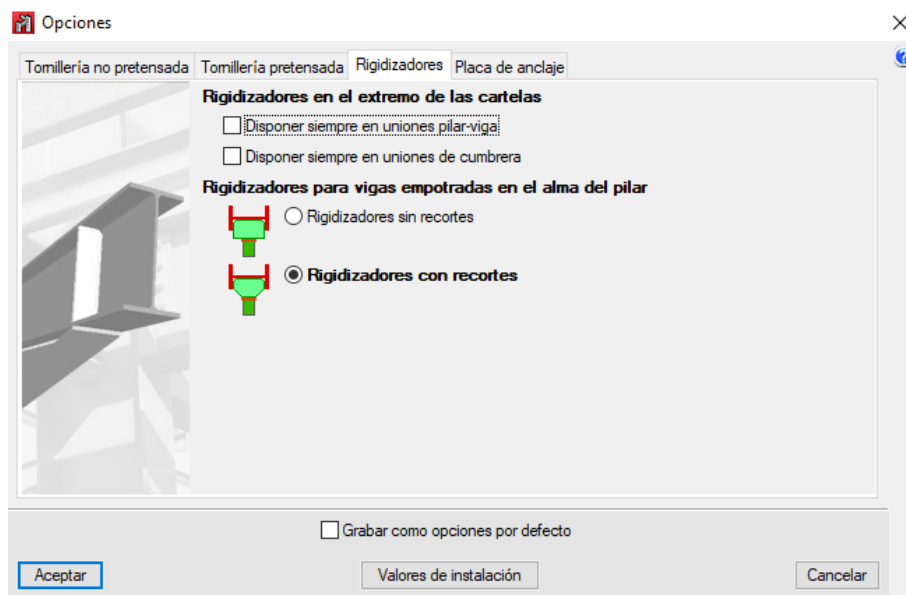 Opciones
Tornillería no pretensada Tornillería pretensada Rigidizadores Placa de anclaje
Rigidizadores en el extremo de las cartelas
Disponer siempre en uniones pilar-viga
Disponer siempre en uniones de cumbrera
Rigidizadores para vigas empotradas en el alma del pilar
Rigidizadores sin recortes
Rigidizadores con recortes
Grabar como opciones por defecto
Aceptar Valores de instalación Cancelar